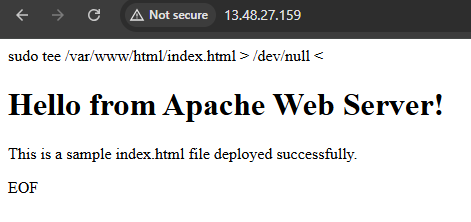 Not secure 13.48.27.159
sudo tee /var/www/html/index.html > /dev/null <
Hello from Apache Web Server!
This is a sample index.html file deployed successfully.
EOF